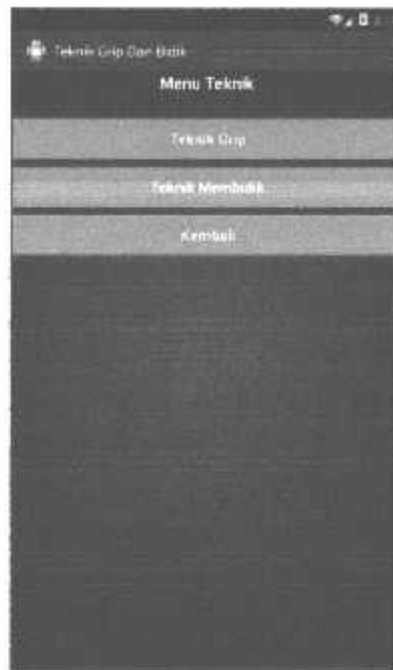 Teknik Grip Dan Bidik
Menu Teknik
Teknik Grip
Teknik Membidik
Kembali